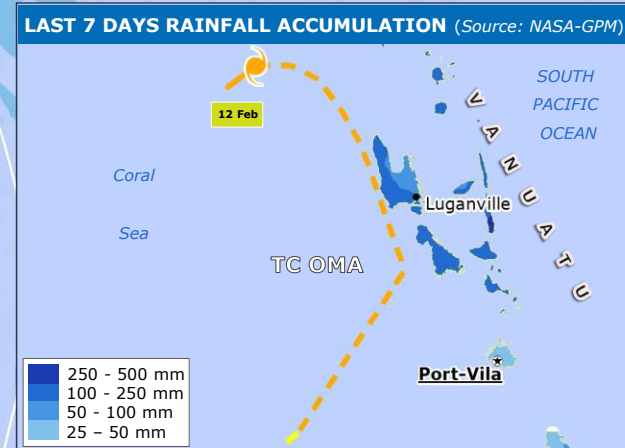 LAST 7 DAYS RAINFALL ACCUMULATION (Source: NASA-GPM)
12 Feb
SOUTH
PACIFIC
OCEAN
VANUATU
Coral
Sea
Luganville
TC OMA
Port-Vila
250 - 500 mm
100 - 250 mm
50 - 100 mm
25 – 50 mm